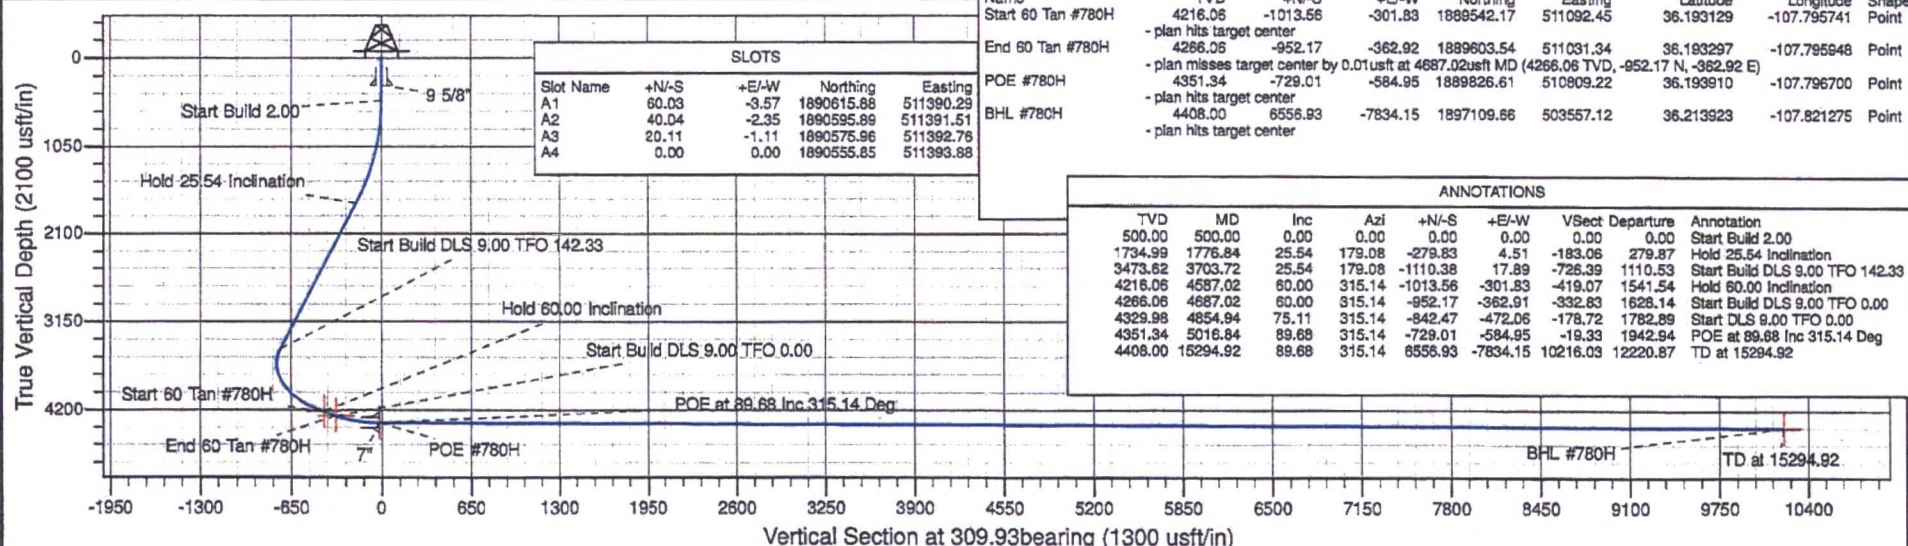 Name TVD +N/-S +E/-W Northing Easting Latitude Longitude Shape
Start 60 Tan #780H 4216.06 -1013.56 -301.83 1889542.17 511092.45 36.193129 -107.795741 Point
- plan hits target center
End 60 Tan #780H 4266.06 -952.17 -362.92 1889603.54 511031.34 36.193297 -107.795948 Point
- plan misses target center by 0.01usft at 4687.02usft MD (4266.06 TVD, -952.17 N, -362.92 E)
POE #780H 4351.34 -729.01 -584.95 1889826.61 510809.22 36.193910 -107.796700 Point
- plan hits target center
BHL #780H 4408.00 6556.93 -7834.15 1897109.66 503557.12 36.213923 -107.821275 Point
- plan hits target center
SLOTS
Slot Name +N/-S +E/-W Northing Easting
A1 60.03 -3.57 1890615.88 511390.29
A2 40.04 -2.35 1890595.89 511391.51
A3 20.11 -1.11 1890575.96 511392.76
A4 0.00 0.00 1890555.85 511393.88
ANNOTATIONS
TVD MD Inc Azi +N/-S +E/-W VSect Departure Annotation
500.00 500.00 0.00 0.00 0.00 0.00 0.00 0.00 Start Build 2.00
1734.99 1776.84 25.54 179.08 -279.83 4.51 -183.06 279.87 Hold 25.54 Inclination
3473.62 3703.72 25.54 179.08 -1110.38 17.89 -726.39 1110.53 Start Build DLS 9.00 TFO 142.33
4216.06 4587.02 60.00 315.14 -1013.56 -301.83 -419.07 1541.54 Hold 60.00 Inclination
4266.06 4687.02 60.00 315.14 -952.17 -362.91 -332.83 1628.14 Start Build DLS 9.00 TFO 0.00
4329.98 4854.94 75.11 315.14 -842.47 -472.06 -178.72 1782.89 Start DLS 9.00 TFO 0.00
4351.34 5016.84 89.68 315.14 -729.01 -584.95 -19.33 1942.94 POE at 89.68 Inc 315.14 Deg
4408.00 15294.92 89.68 315.14 6556.93 -7834.15 10216.03 12220.87 TD at 15294.92
True Vertical Depth (2100 usft/in)
0
1050
2100
3150
4200
9 5/8"
Start Build 2.00
Hold 25.54 Inclination
Start Build DLS 9.00 TFO 142.33
Hold 60.00 Inclination
Start Build DLS 9.00 TFO 0.00
Start 60 Tan #780H
POE at 89.68 Inc 315.14 Deg
End 60 Tan #780H
7"
POE #780H
BHL #780H
TD at 15294.92
-1950 -1300 -650 0 650 1300 1950 2600 3250 3900 4550 5200 5850 6500 7150 7800 8450 9100 9750 10400
Vertical Section at 309.93bearing (1300 usft/in)